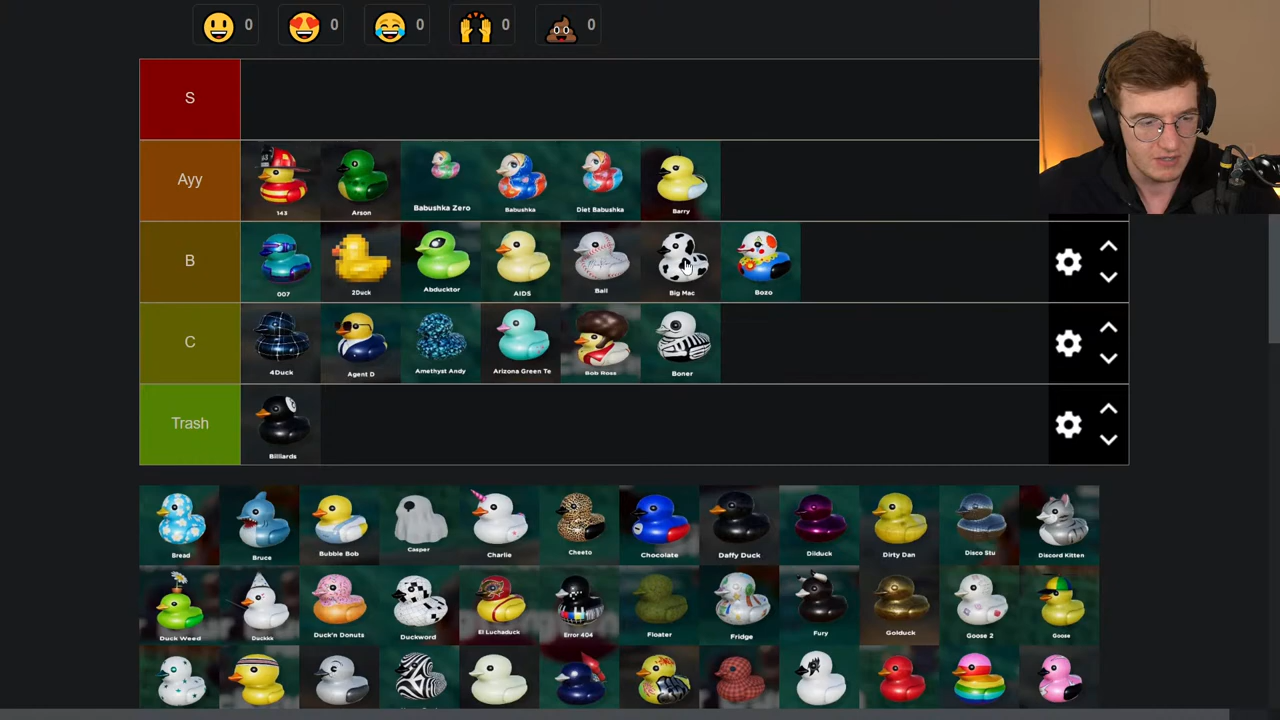 0 0 0 0 0
S
Ayy
143 Arson Babushka Zero Babushka Diet Babushka Barry
B
007 2Duck Abducktor AIDS Ball Big Mac Bozo
C
4Duck Agent D Amethyst Andy Arizona Green Te Bob Ross Boner
Trash
Billiards
Bread Bruce Bubble Bob Casper Charlie Cheeto Chocolate Daffy Duck Dilduck Dirty Dan Disco Stu Discord Kitten
Duck Weed Duckkk Duck'n Donuts Duckword El Luchaduck Error 404 Floater Fridge Fury Golduck Goose 2 Goose